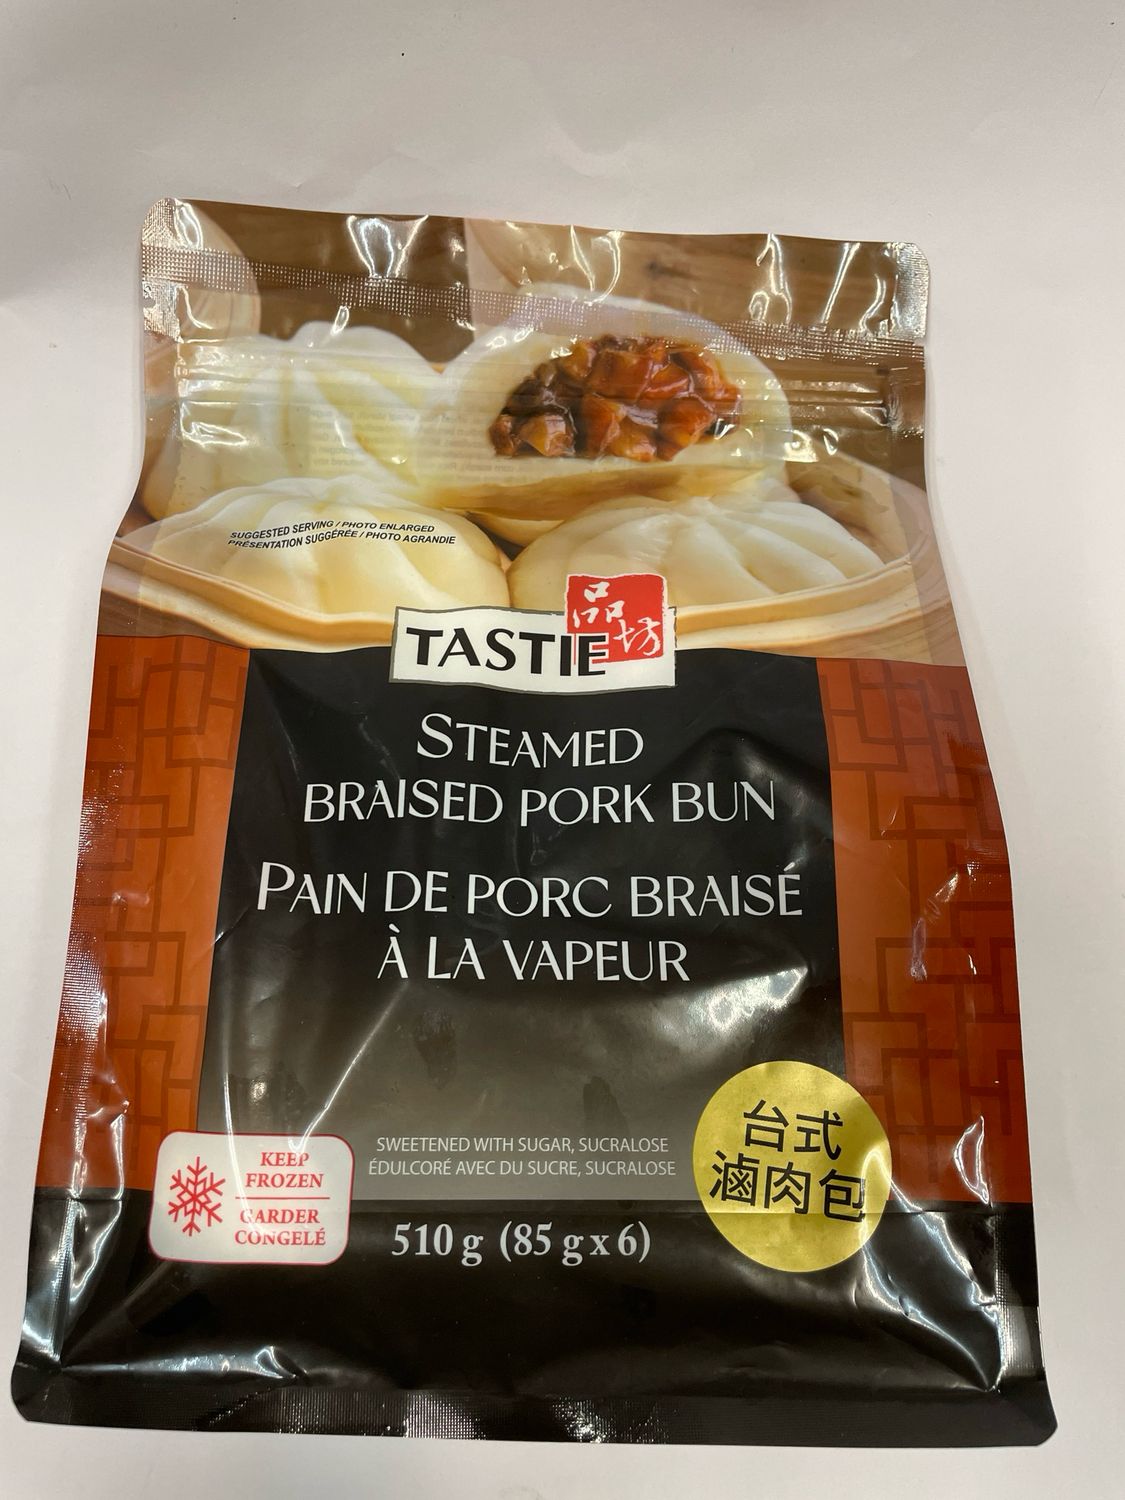 SUGGESTED SERVING / PHOTO ENLARGED
PRÉSENTATION SUGGÉRÉE / PHOTO AGRANDIE
品坊
TASTIE
STEAMED
BRAISED PORK BUN
PAIN DE PORC BRAISÉ
À LA VAPEUR
SWEETENED WITH SUGAR, SUCRALOSE
ÉDULCORÉ AVEC DU SUCRE, SUCRALOSE
台式
滷肉包
KEEP
FROZEN
GARDER
CONGELÉ
510 g (85 g x 6)